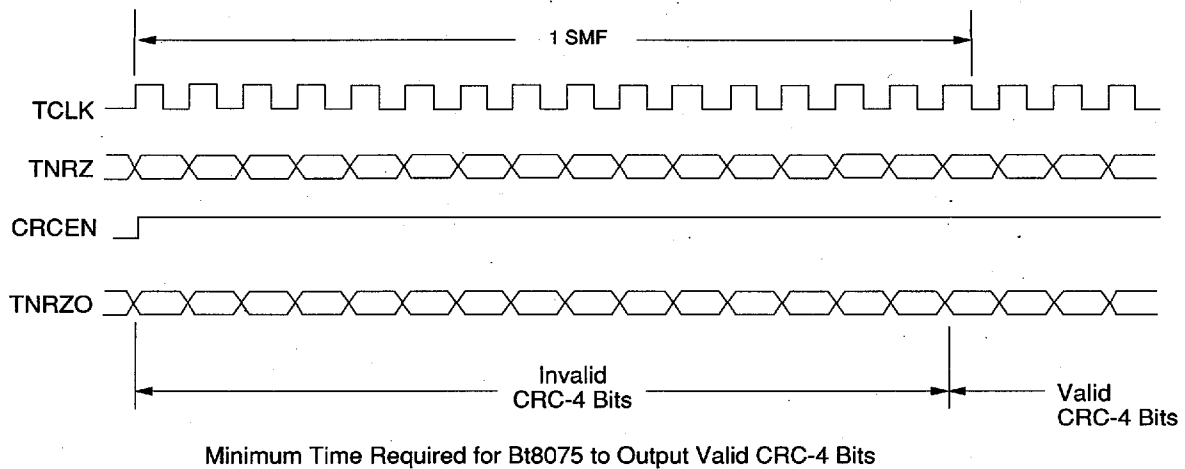 1 SMF
TCLK
TNRZ
CRCEN
TNRZO
Invalid
CRC-4 Bits
Valid
CRC-4 Bits
Minimum Time Required for Bt8075 to Output Valid CRC-4 Bits